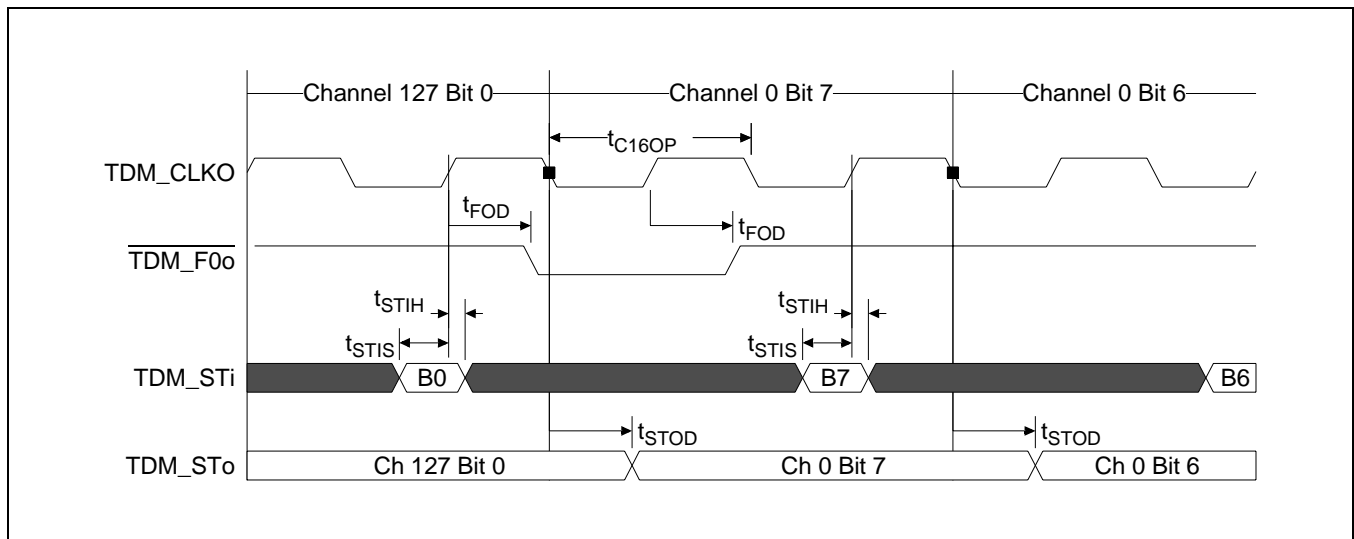 Channel 127 Bit 0 Channel 0 Bit 7 Channel 0 Bit 6
tC16OP
TDM_CLKO
tFOD tFOD
TDM_F0o
tSTIH tSTIH
tSTIS tSTIS
TDM_STi B0 B7 B6
tSTOD tSTOD
TDM_STo Ch 127 Bit 0 Ch 0 Bit 7 Ch 0 Bit 6